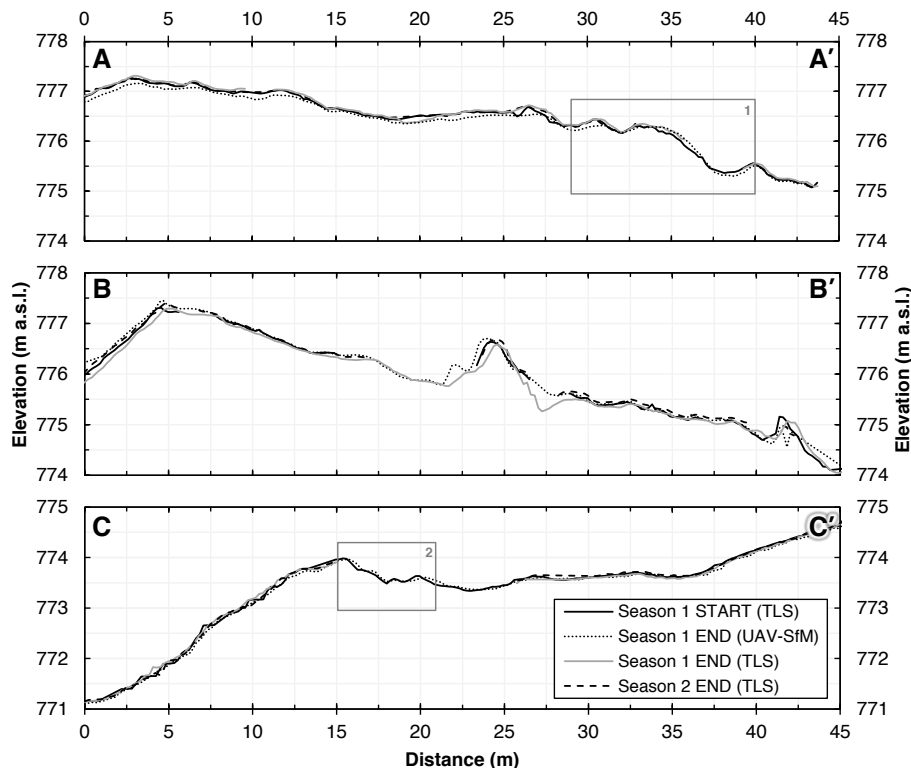 0 5 10 15 20 25 30 35 40 45
778 A A′ 778
777 777
1
776 776
775 775
774 774
778 B B′ 778
777 777
776 776
775 775
774 774
Elevation (m a.s.l.)
Elevation (m a.s.l.)
775 C C′ 775
774 774
2
773 773
772 772
771 771
Season 1 START (TLS)
Season 1 END (UAV-SfM)
Season 1 END (TLS)
Season 2 END (TLS)
0 5 10 15 20 25 30 35 40 45
Distance (m)